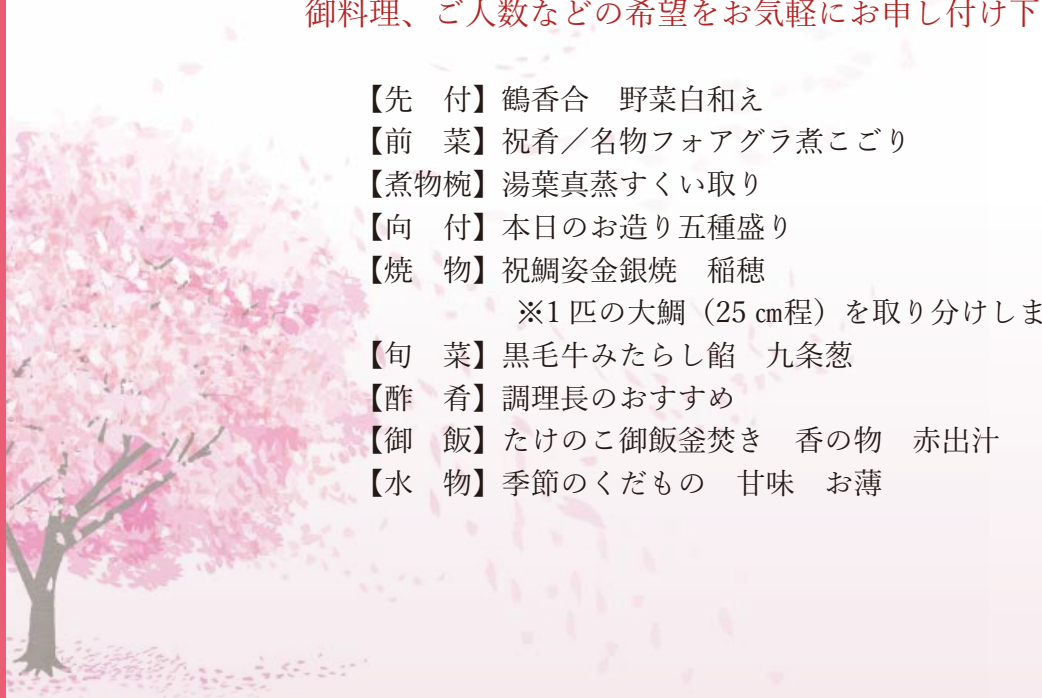 御料理、ご人数などの希望をお気軽にお申し付け下
【先　付】鶴香合　野菜白和え
【前　菜】祝肴／名物フォアグラ煮こごり
【煮物椀】湯葉真蒸すくい取り
【向　付】本日のお造り五種盛り
【焼　物】祝鯛姿金銀焼　稲穂
※1 匹の大鯛（25 ㎝程）を取り分けしま
【旬　菜】黒毛牛みたらし餡　九条葱
【酢　肴】調理長のおすすめ
【御　飯】たけのこ御飯釜焚き　香の物　赤出汁
【水　物】季節のくだもの　甘味　お薄